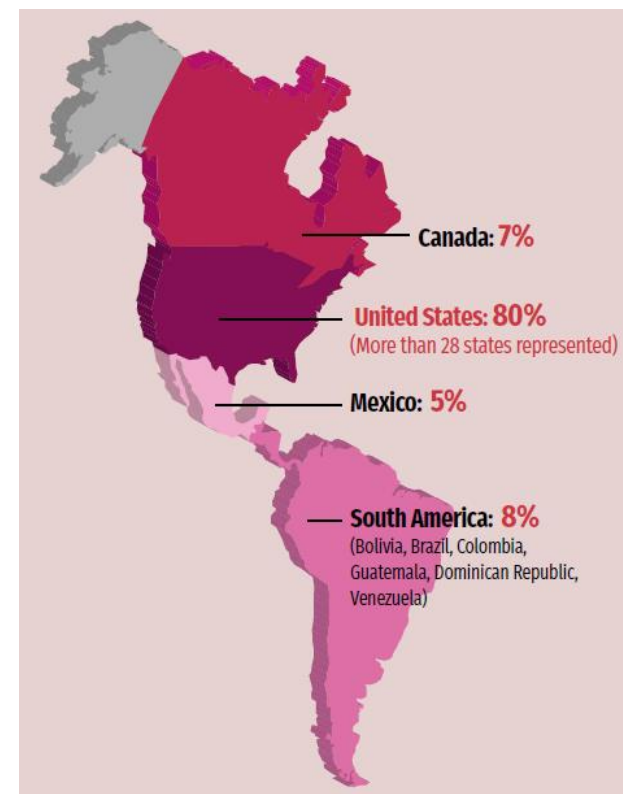 Canada: 7%
United States: 80%
(More than 28 states represented)
Mexico: 5%
South America: 8%
(Bolivia, Brazil, Colombia,
Guatemala, Dominican Republic,
Venezuela)